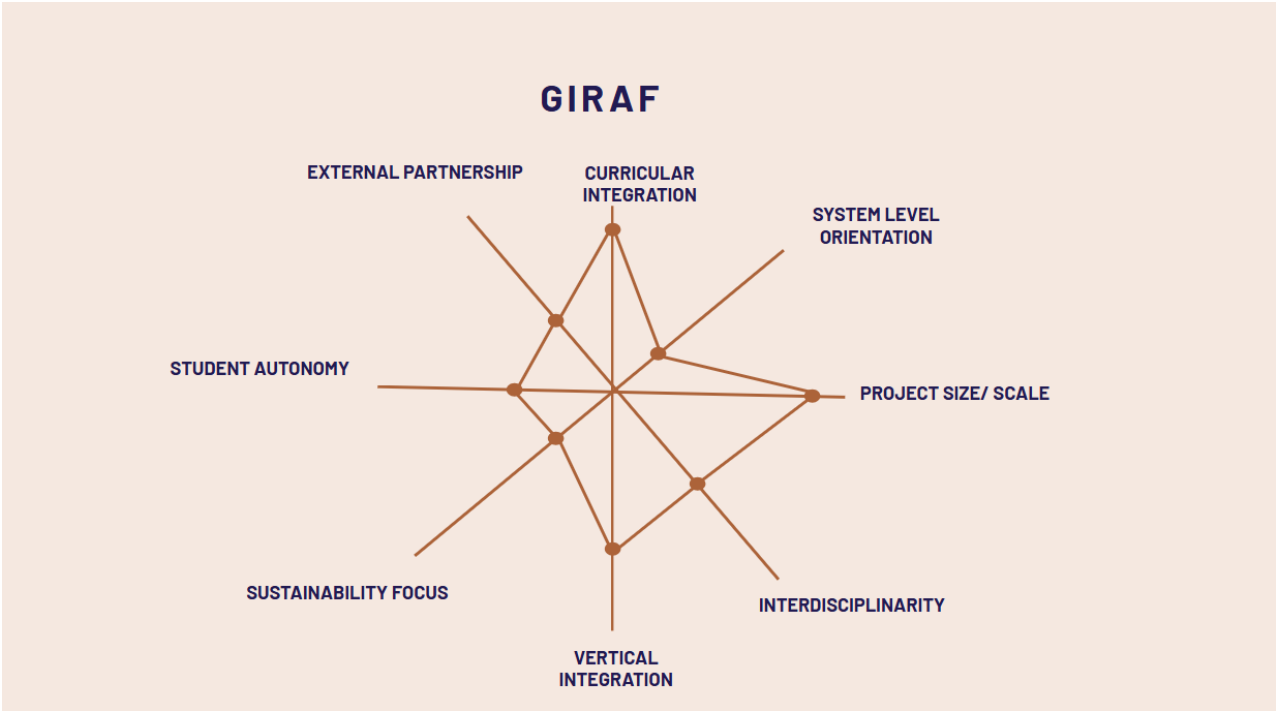 GIRAF
EXTERNAL PARTNERSHIP
CURRICULAR
INTEGRATION
SYSTEM LEVEL
ORIENTATION
STUDENT AUTONOMY
PROJECT SIZE/ SCALE
SUSTAINABILITY FOCUS
INTERDISCIPLINARITY
VERTICAL
INTEGRATION